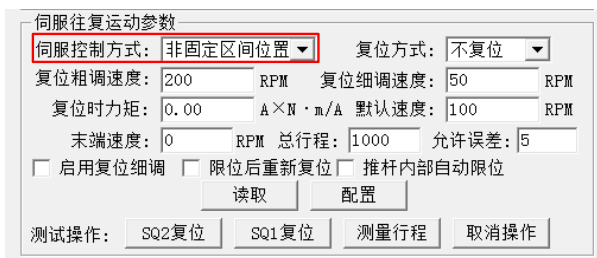 伺服往复运动参数
伺服控制方式: 非固定区间位置 复位方式: 不复位
复位粗调速度: 200 RPM 复位细调速度: 50 RPM
复位时力矩: 0.00 A×N·m/A 默认速度: 100 RPM
末端速度: 0 RPM 总行程: 1000 允许误差: 5
启用复位细调 限位后重新复位 推杆内部自动限位
读取 配置
测试操作: SQ2复位 SQ1复位 测量行程 取消操作